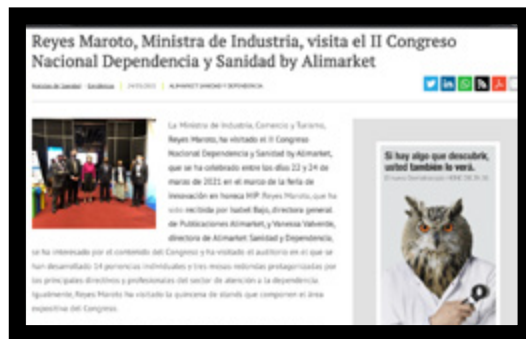 Reyes Maroto, Ministra de Industria, visita el II Congreso
Nacional Dependencia y Sanidad by Alimarket
La Ministra de Industria, Comercio y Turismo,
Reyes Maroto, ha visitado el II Congreso
Nacional Dependencia y Sanidad by Alimarket,
que se ha celebrado entre los días 22 y 24 de
marzo de 2021 en el marco de la feria de
innovación en horeca HIP. Reyes Maroto, que ha
sido recibida por Isabel Bajo, directora general
de Publicaciones Alimarket, y Vanessa Valverde,
directora de Alimarket Sanidad y Dependencia,
se ha interesado por el contenido del Congreso y ha visitado el auditorio en el que se
han desarrollado 14 ponencias individuales y tres mesas redondas protagonizadas por
los principales directivos y profesionales del sector de atención a la dependencia.
Igualmente, Reyes Maroto ha visitado la quincena de stands que componen el área
expositiva del Congreso.
Si hay algo que descubrir,
usted también lo verá.